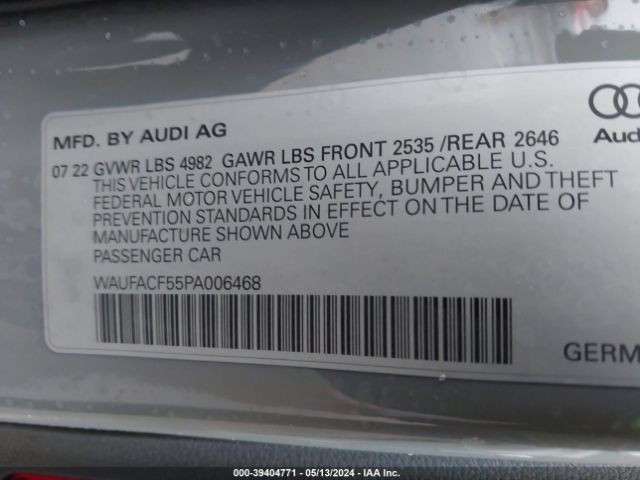 MFD. BY AUDI AG
07 22 GVWR LBS 4982 GAWR LBS FRONT 2535 /REAR 2646
THIS VEHICLE CONFORMS TO ALL APPLICABLE U.S.
FEDERAL MOTOR VEHICLE SAFETY, BUMPER AND THEFT
PREVENTION STANDARDS IN EFFECT ON THE DATE OF
MANUFACTURE SHOWN ABOVE
PASSENGER CAR
WAUFACF55PA006468
Aud
GERM
000-39404771 - 05/13/2024 - IAA Inc.